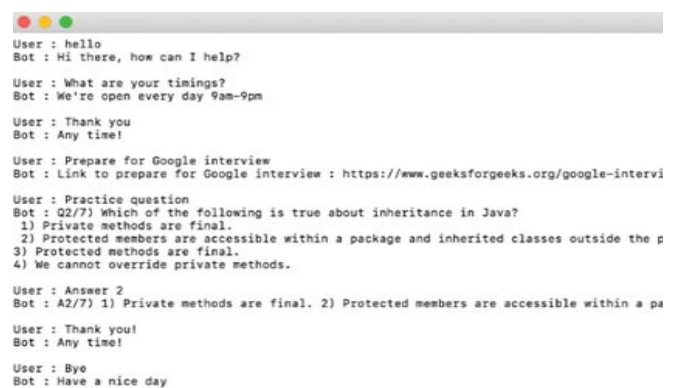 User : hello
Bot : Hi there, how can I help?
User : What are your timings?
Bot : We're open every day 9am-9pm
User : Thank you
Bot : Any time!
User : Prepare for Google interview
Bot : Link to prepare for Google interview : https://www.geeksforgeeks.org/google-intervi
User : Practice question
Bot : Q2/7) Which of the following is true about inheritance in Java?
1) Private methods are final.
2) Protected members are accessible within a package and inherited classes outside the p
3) Protected methods are final.
4) We cannot override private methods.
User : Answer 2
Bot : A2/7) 1) Private methods are final. 2) Protected members are accessible within a pa
User : Thank you!
Bot : Any time!
User : Bye
Bot : Have a nice day